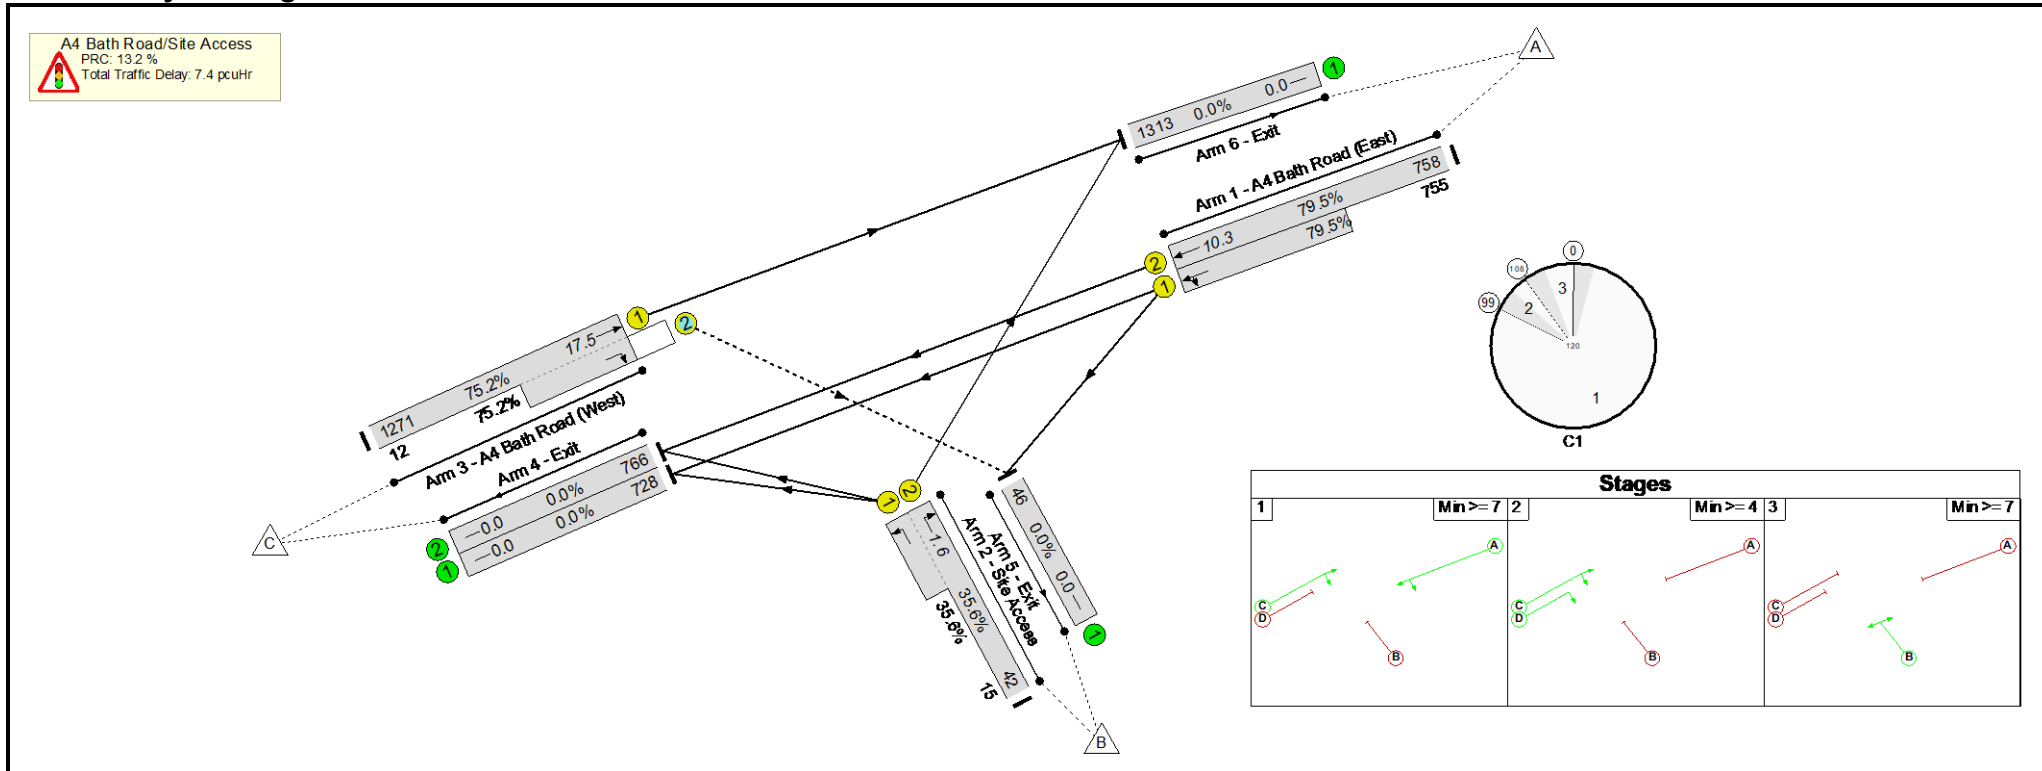 A4 Bath Road/Site Access
PRC: 13.2 %
Total Traffic Delay: 7.4 pcuHr
A
1
1313 0.0% 0.0
Arm 6 - Exit
Arm 1 - A4 Bath Road (East)
758
755
79.5%
10.3
79.5%
2
1
0
108
99
3
2
120
1
C1
1
2
17.5
75.2%
1271
75.2%
12
Arm 3 - A4 Bath Road (West)
Arm 4 - Exit
766
0.0%
0.0
728
0.0%
0.0
2
1
C
1
2
1.6
35.6%
42
35.6%
15
Arm 2 - Site Access
Arm 5 - Exit
46 0.0% 0.0
1
B
Stages
1 Min >= 7
A
C
D
B
2 Min >= 4
A
C
D
B
3 Min >= 7
A
C
D
B